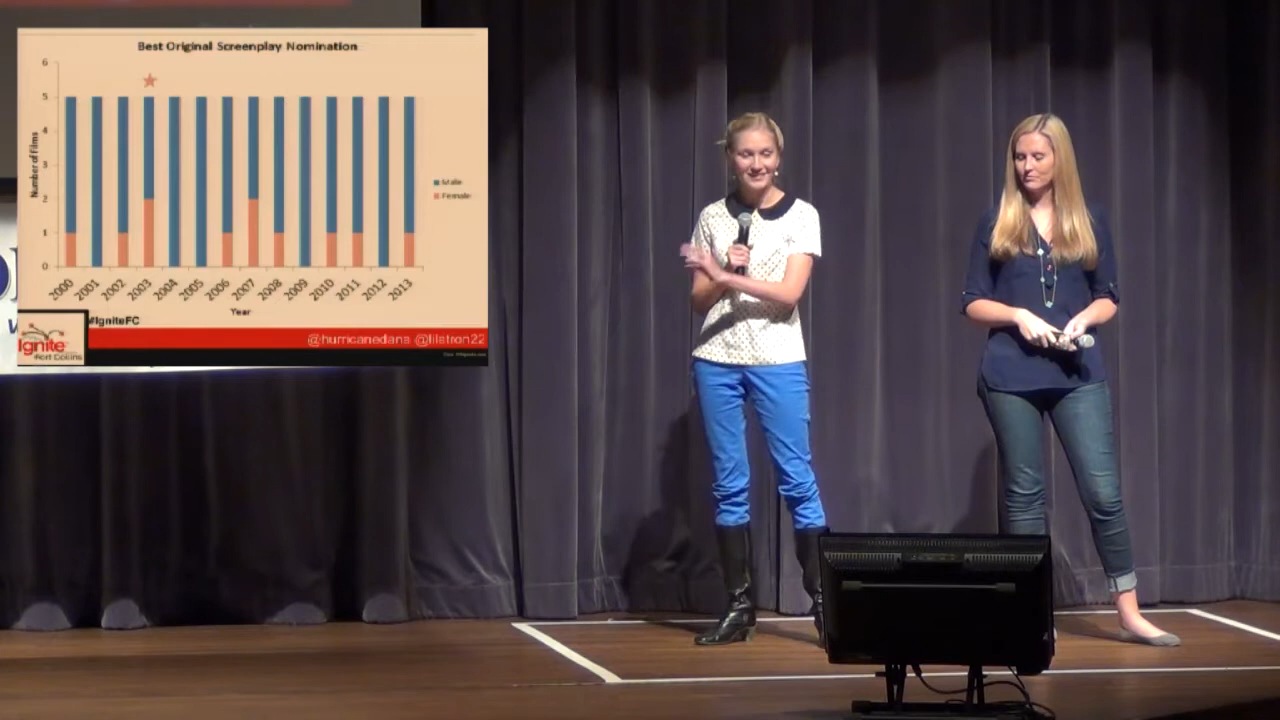 Best Original Screenplay Nomination
6
5
4
3
2
1
0
Number of Films
2000 2001 2002 2003 2004 2005 2006 2007 2008 2009 2010 2011 2012 2013
Year
Male
Female
#IgniteFC
Ignite
Fort Collins
@hurricanedans @lilstron22